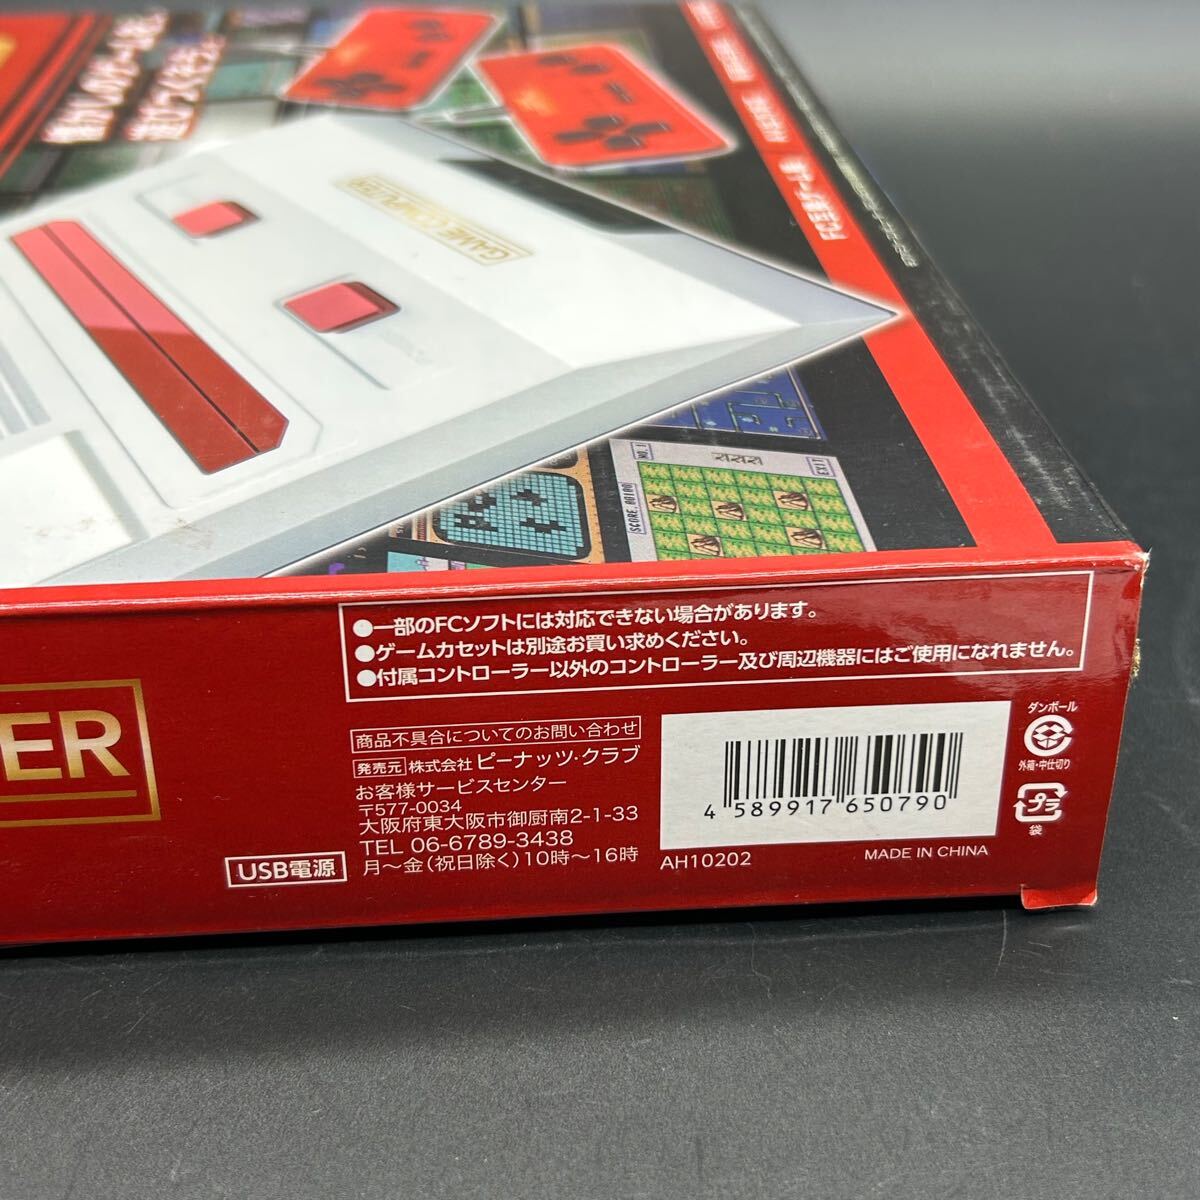 GAME COMPUTER
NO.1
SCORE
EXIT
●一部のFCソフトには対応できない場合があります。
●ゲームカセットは別途お買い求めください。
●付属コントローラー以外のコントローラー及び周辺機器にはご使用になれません。
TER
USB電源
商品不具合についてのお問い合わせ
発売元 株式会社 ピーナッツ・クラブ
お客様サービスセンター
〒577-0034
大阪府東大阪市御厨南2-1-33
TEL 06-6789-3438
月〜金(祝日除く)10時〜16時
4 589917 650790
AH10202
MADE IN CHINA
ダンボール
外箱・中仕切り
プラ
袋